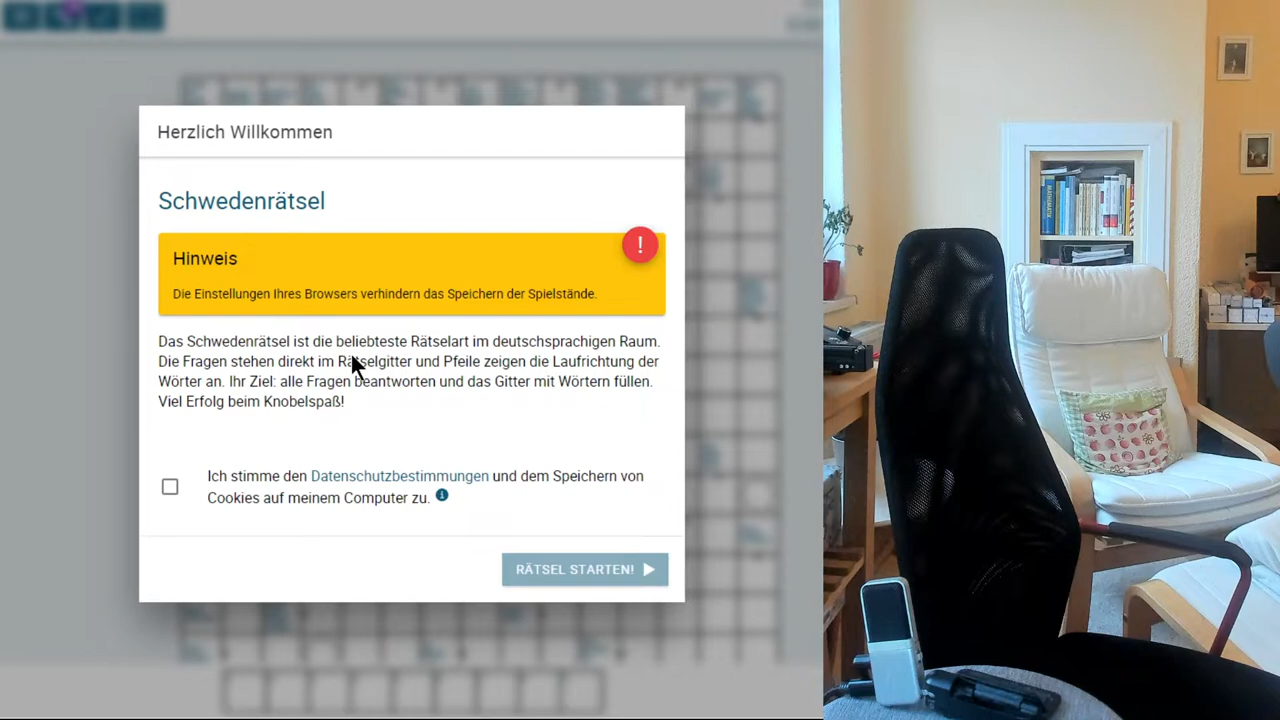 Herzlich Willkommen
Schwedenrätsel
!
Hinweis
Die Einstellungen Ihres Browsers verhindern das Speichern der Spielstände.
Das Schwedenrätsel ist die beliebteste Rätselart im deutschsprachigen Raum.
Die Fragen stehen direkt im Rätselgitter und Pfeile zeigen die Laufrichtung der
Wörter an. Ihr Ziel: alle Fragen beantworten und das Gitter mit Wörtern füllen.
Viel Erfolg beim Knobelspaß!
Ich stimme den Datenschutzbestimmungen und dem Speichern von
Cookies auf meinem Computer zu. i
RÄTSEL STARTEN!